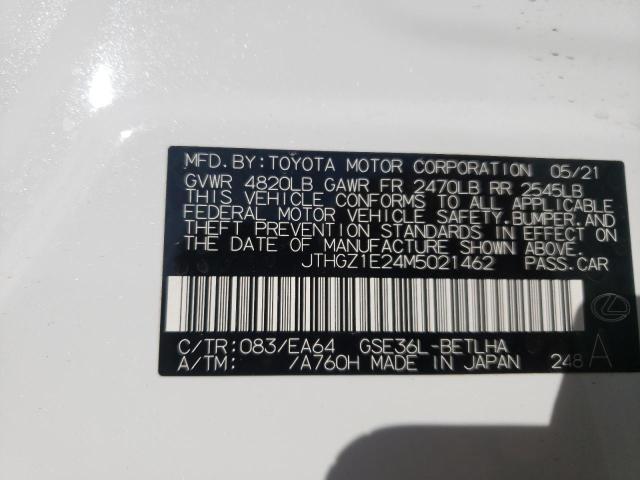 MFD. BY: TOYOTA MOTOR CORPORATION 05/21
GVWR 4820LB GAWR FR 2470LB RR 2545LB
THIS VEHICLE CONFORMS TO ALL APPLICABLE
FEDERAL MOTOR VEHICLE SAFETY, BUMPER, AND
THEFT PREVENTION STANDARDS IN EFFECT ON
THE DATE OF MANUFACTURE SHOWN ABOVE.
JTHGZ1E24M5021462 PASS. CAR
C/TR: 083/EA64 GSE36L-BETLHA A
A/TM: /A760H MADE IN JAPAN 248